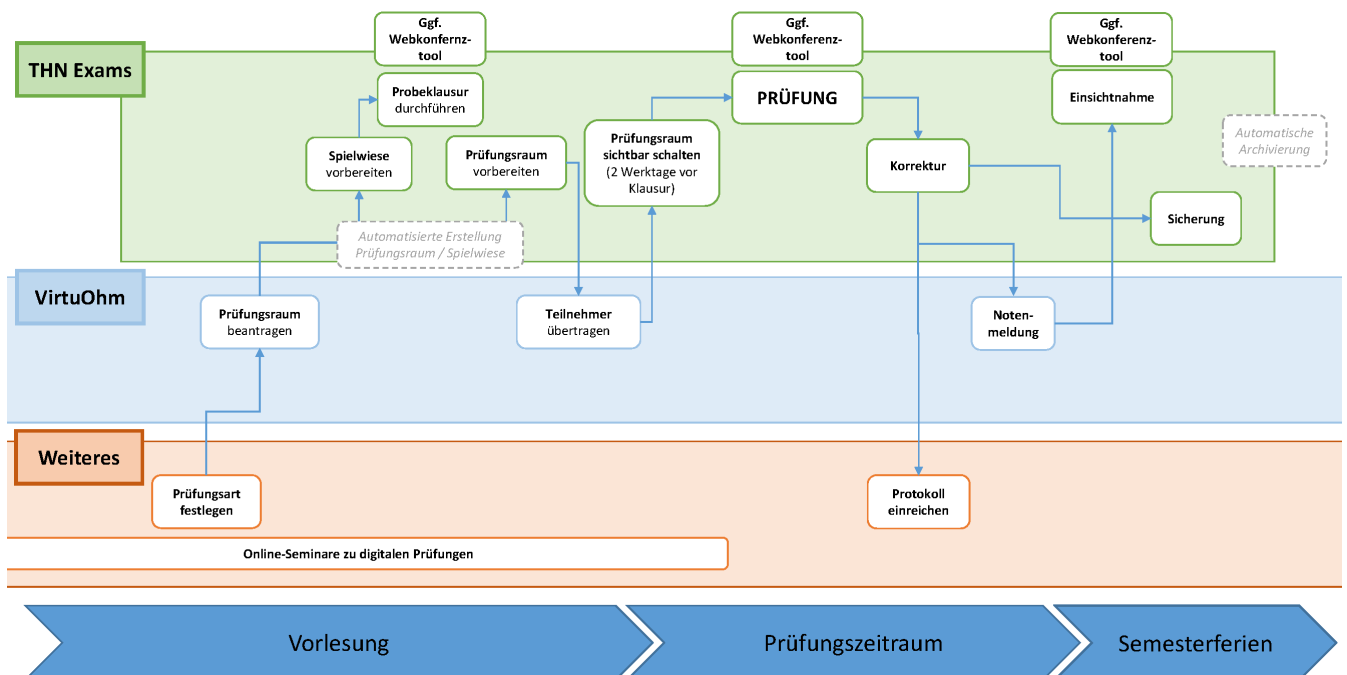 Ggf.
Webkonfernz-
tool
Ggf.
Webkonferenz-
tool
Ggf.
Webkonferenz-
tool
THN Exams
Probeklausur
durchführen
PRÜFUNG
Einsichtnahme
Spielwiese
vorbereiten
Prüfungsraum
vorbereiten
Prüfungsraum
sichtbar schalten
(2 Werktage vor
Klausur)
Korrektur
Automatische
Archivierung
Sicherung
Automatisierte Erstellung
Prüfungsraum / Spielwiese
VirtuOhm
Prüfungsraum
beantragen
Teilnehmer
übertragen
Noten-
meldung
Weiteres
Prüfungsart
festlegen
Protokoll
einreichen
Online-Seminare zu digitalen Prüfungen
Vorlesung
Prüfungszeitraum
Semesterferien